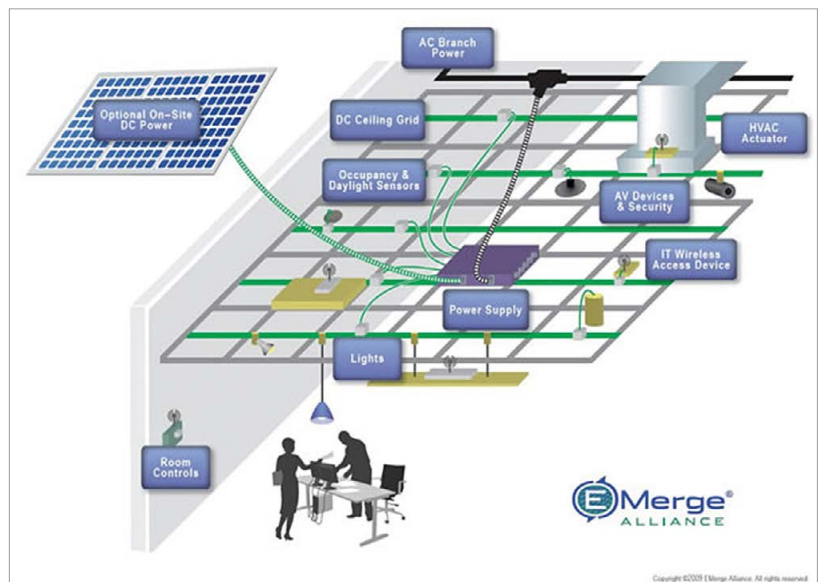 AC Branch
Power
Optional On-Site
DC Power
DC Ceiling Grid
HVAC
Actuator
Occupancy &
Daylight Sensors
AV Devices
& Security
IT Wireless
Access Device
Power Supply
Lights
Room
Controls
EMerge®
ALLIANCE
Copyright ©2009 EMerge Alliance. All rights reserved